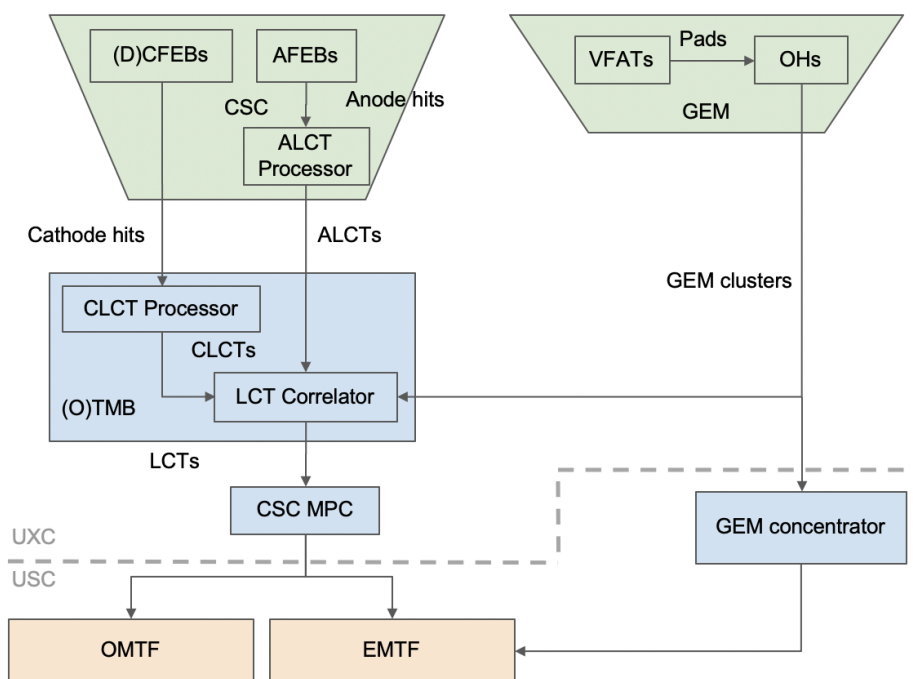 (D)CFEBs
AFEBs
CSC
Anode hits
ALCT
Processor
VFATs
Pads
OHs
GEM
Cathode hits
ALCTs
GEM clusters
CLCT Processor
CLCTs
LCT Correlator
(O)TMB
LCTs
CSC MPC
GEM concentrator
UXC
USC
OMTF
EMTF